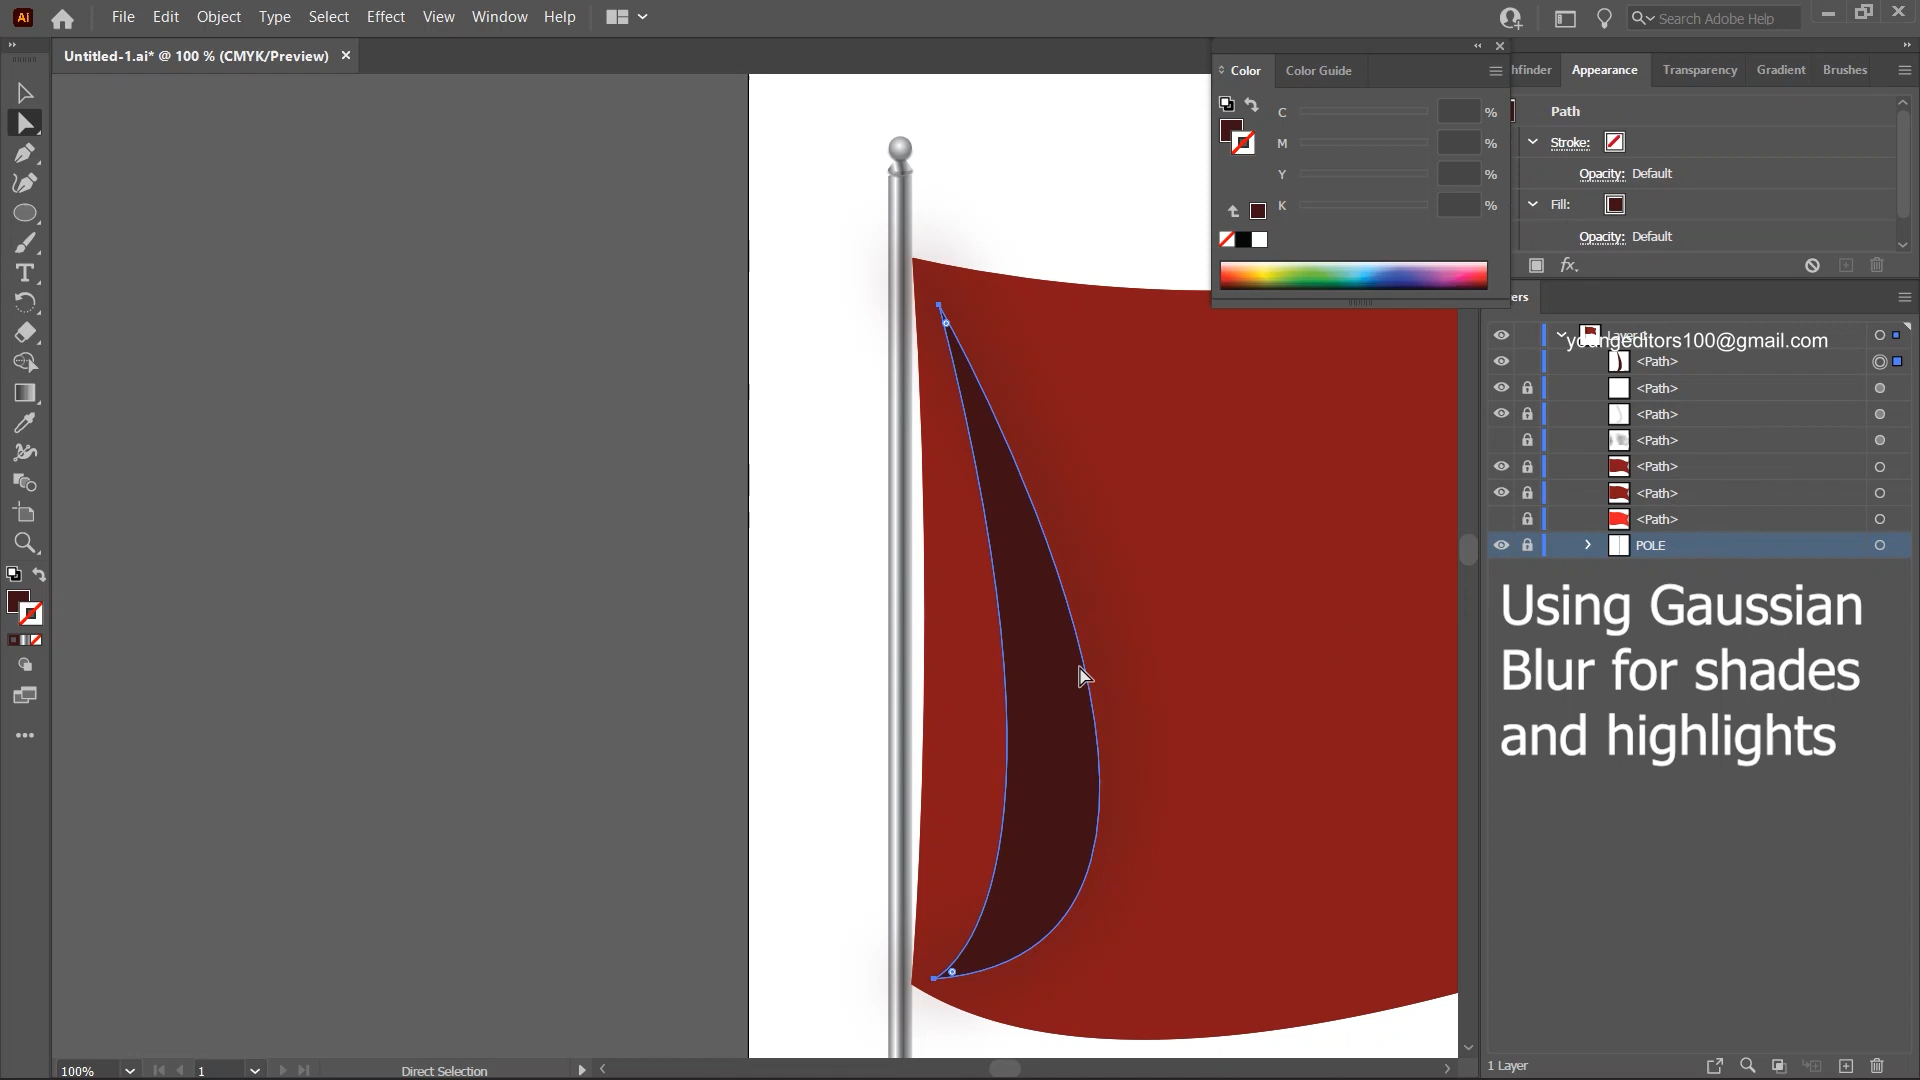 Ai File Edit Object Type Select Effect View Window Help Search Adobe Help
Untitled-1.ai* @ 100 % (CMYK/Preview)
Color Color Guide
C %
M %
Y %
K %
hfinder Appearance Transparency Gradient Brushes
Path
Stroke:
Opacity: Default
Fill:
Opacity: Default
fx.
ers
youngeditors100@gmail.com
<Path>
<Path>
<Path>
<Path>
<Path>
<Path>
<Path>
POLE
Using Gaussian
Blur for shades
and highlights
100% 1 Direct Selection
1 Layer